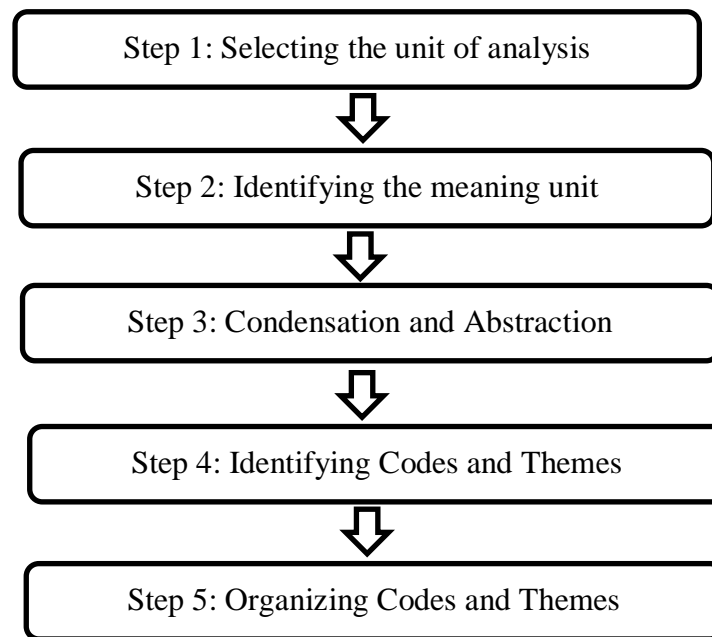 Step 1: Selecting the unit of analysis
Step 2: Identifying the meaning unit
Step 3: Condensation and Abstraction
Step 4: Identifying Codes and Themes
Step 5: Organizing Codes and Themes